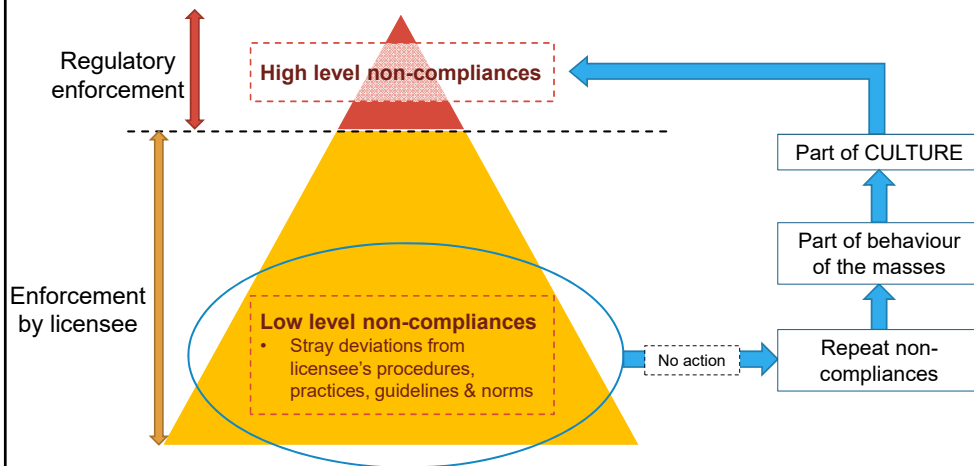 Regulatory
enforcement
High level non-compliances
Enforcement
by licensee
Low level non-compliances
• Stray deviations from
licensee's procedures,
practices, guidelines & norms
No action
Repeat non-
compliances
Part of behaviour
of the masses
Part of CULTURE